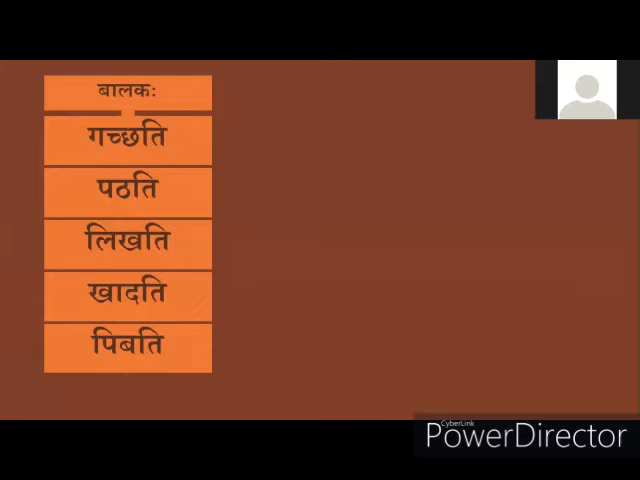 बालकः
गच्छति
पठति
लिखति
खादति
पिबति
CyberLink
PowerDirector